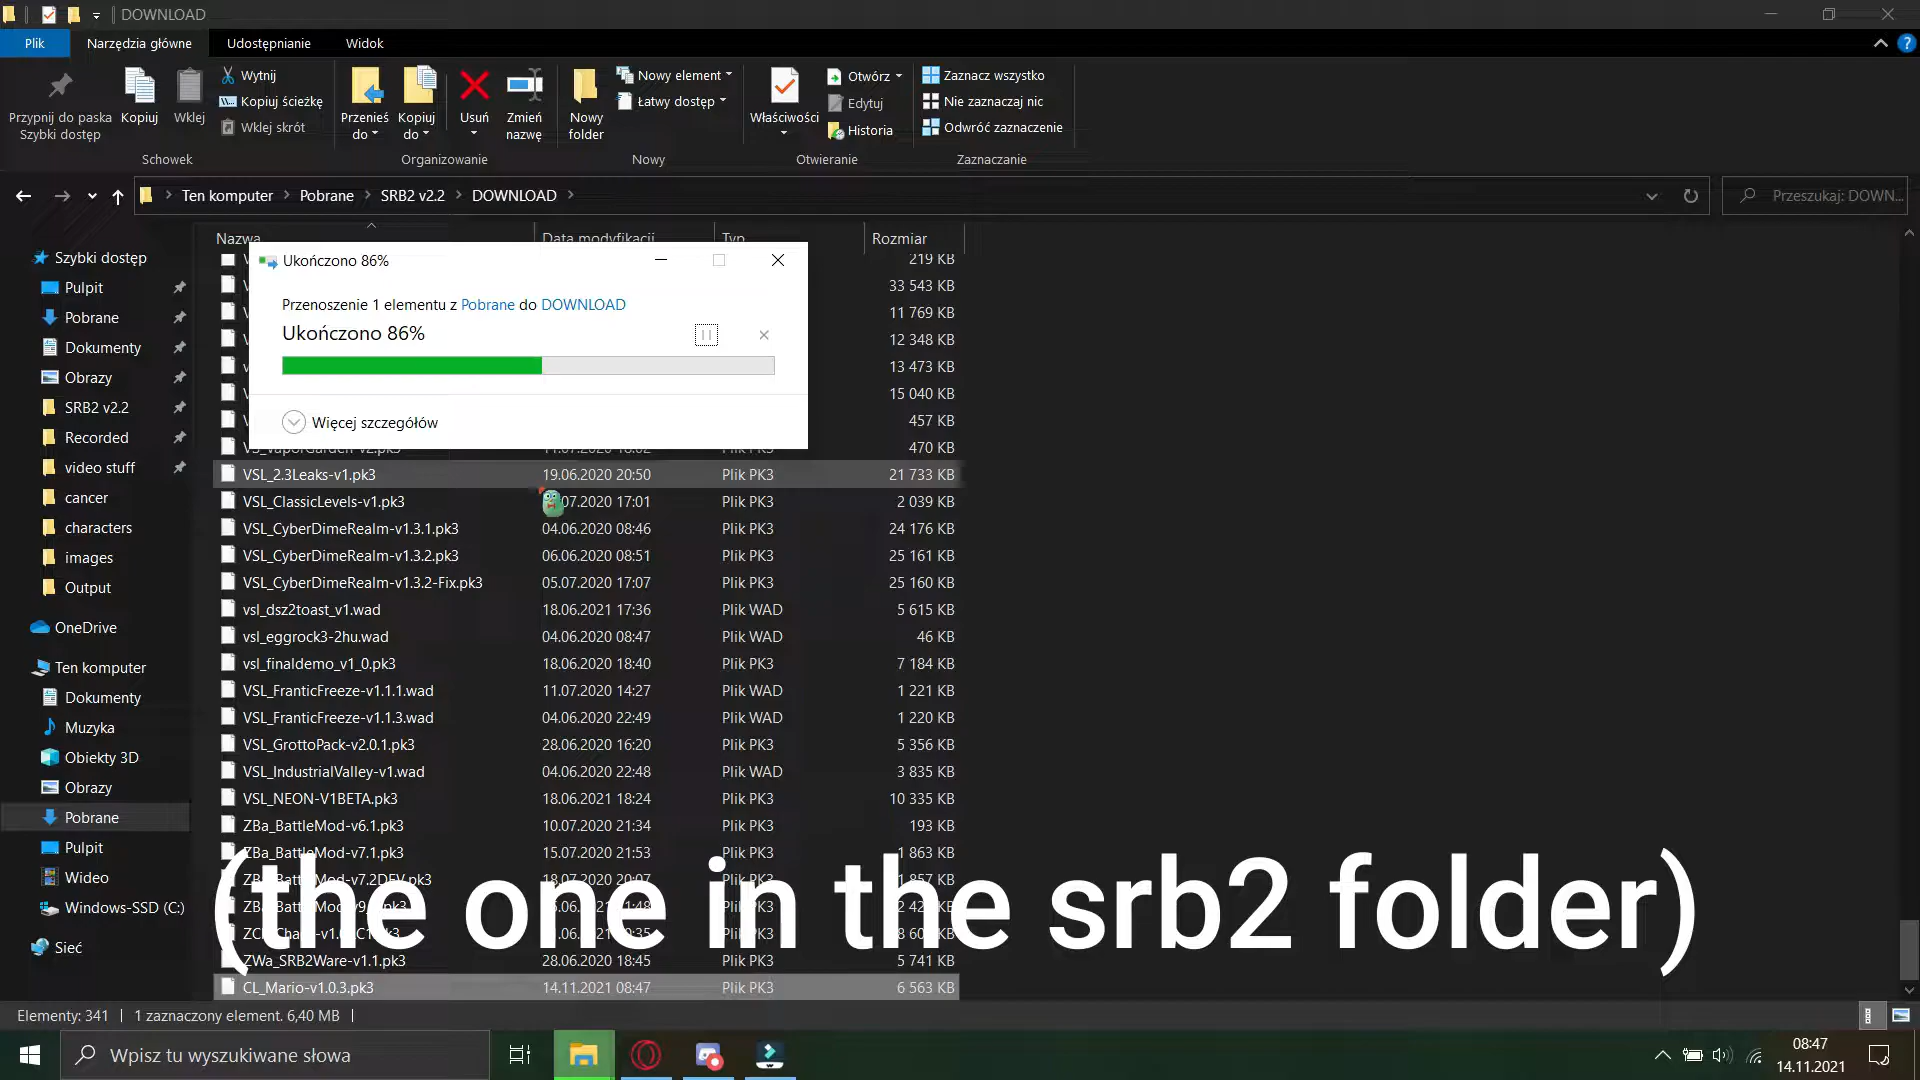 DOWNLOAD
Plik Narzędzia główne Udostępnianie Widok
Przypnij do paska Szybki dostęp
Kopiuj
Wklej
Wytnij
Kopiuj ścieżkę
Wklej skrót
Schowek
Przenieś do
Kopiuj do
Usuń
Zmień nazwę
Organizowanie
Nowy folder
Nowy element
Łatwy dostęp
Nowy
Właściwości
Otwórz
Edytuj
Historia
Otwieranie
Zaznacz wszystko
Nie zaznaczaj nic
Odwróć zaznaczenie
Zaznaczanie
Ten komputer Pobrane SRB2 v2.2 DOWNLOAD
Przeszukaj: DOWN...
Szybki dostęp
Pulpit
Pobrane
Dokumenty
Obrazy
SRB2 v2.2
Recorded
video stuff
cancer
characters
images
Output
OneDrive
Ten komputer
Dokumenty
Muzyka
Obiekty 3D
Obrazy
Pobrane
Pulpit
Wideo
Windows-SSD (C:)
Sieć
Nazwa Data modyfikacji Typ Rozmiar
219 KB
33 543 KB
11 769 KB
12 348 KB
13 473 KB
15 040 KB
457 KB
470 KB
Ukończono 86%
Przenoszenie 1 elementu z Pobrane do DOWNLOAD
Ukończono 86%
Więcej szczegółów
VSL_2.3Leaks-v1.pk3 19.06.2020 20:50 Plik PK3 21 733 KB
VSL_ClassicLevels-v1.pk3 07.2020 17:01 Plik PK3 2 039 KB
VSL_CyberDimeRealm-v1.3.1.pk3 04.06.2020 08:46 Plik PK3 24 176 KB
VSL_CyberDimeRealm-v1.3.2.pk3 06.06.2020 08:51 Plik PK3 25 161 KB
VSL_CyberDimeRealm-v1.3.2-Fix.pk3 05.07.2020 17:07 Plik PK3 25 160 KB
vsl_dsz2toast_v1.wad 18.06.2021 17:36 Plik WAD 5 615 KB
vsl_eggrock3-2hu.wad 04.06.2020 08:47 Plik WAD 46 KB
vsl_finaldemo_v1_0.pk3 18.06.2020 18:40 Plik PK3 7 184 KB
VSL_FranticFreeze-v1.1.1.wad 11.07.2020 14:27 Plik WAD 1 221 KB
VSL_FranticFreeze-v1.1.3.wad 04.06.2020 22:49 Plik WAD 1 220 KB
VSL_GrottoPack-v2.0.1.pk3 28.06.2020 16:20 Plik PK3 5 356 KB
VSL_IndustrialValley-v1.wad 04.06.2020 22:48 Plik WAD 3 835 KB
VSL_NEON-V1BETA.pk3 18.06.2021 18:24 Plik PK3 10 335 KB
ZBa_BattleMod-v6.1.pk3 10.07.2020 21:34 Plik PK3 193 KB
ZBa_BattleMod-v7.1.pk3 15.07.2020 21:53 Plik PK3 1 863 KB
ZWa_SRB2Ware-v1.1.pk3 28.06.2020 18:45 Plik PK3 5 741 KB
CL_Mario-v1.0.3.pk3 14.11.2021 08:47 Plik PK3 6 563 KB
(the one in the srb2 folder)
Elementy: 341 1 zaznaczony element. 6,40 MB
Wpisz tu wyszukiwane słowa
08:47
14.11.2021